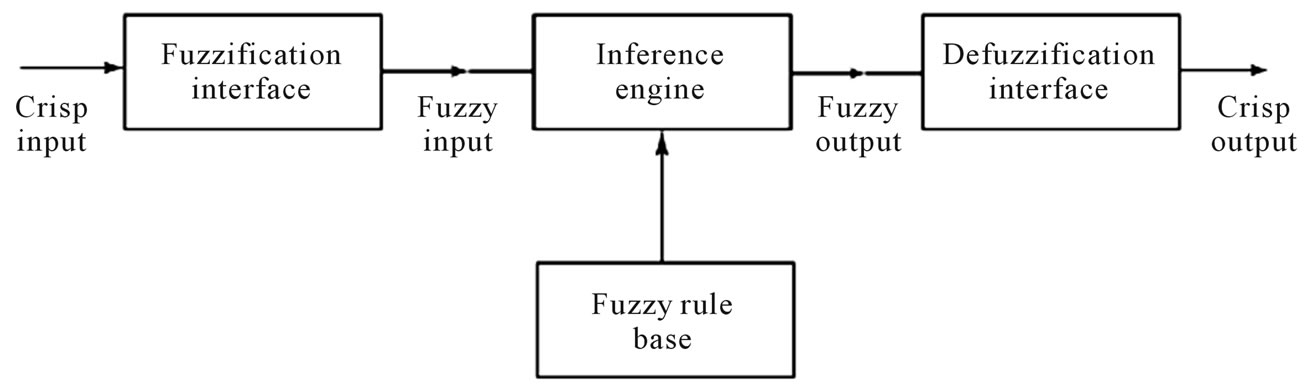 Fuzzification
interface
Inference
engine
Defuzzification
interface
Crisp
input
Fuzzy
input
Fuzzy
output
Crisp
output
Fuzzy rule
base